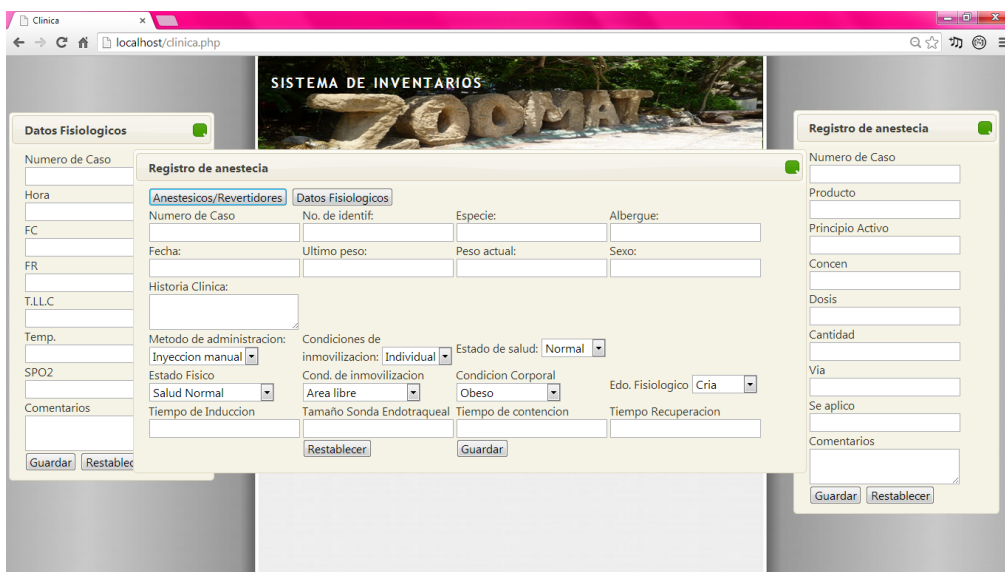 Clinica
localhost/clinica.php
SISTEMA DE INVENTARIOS
ZOOMAT
Datos Fisiologicos
Numero de Caso
Hora
FC
FR
T.LL.C
Temp.
SPO2
Comentarios
Guardar Restablec
Registro de anestecia
Anestesicos/Revertidores Datos Fisiologicos
Numero de Caso No. de identif: Especie: Albergue:
Fecha: Ultimo peso: Peso actual: Sexo:
Historia Clinica:
Metodo de administracion: Condiciones de
Inyeccion manual inmovilizacion: Individual Estado de salud: Normal
Estado Fisico Cond. de inmovilizacion Condicion Corporal
Salud Normal Area libre Obeso Edo. Fisiologico Cria
Tiempo de Induccion Tamaño Sonda Endotraqueal Tiempo de contencion Tiempo Recuperacion
Restablecer Guardar
Registro de anestecia
Numero de Caso
Producto
Principio Activo
Concen
Dosis
Cantidad
Via
Se aplico
Comentarios
Guardar Restablecer